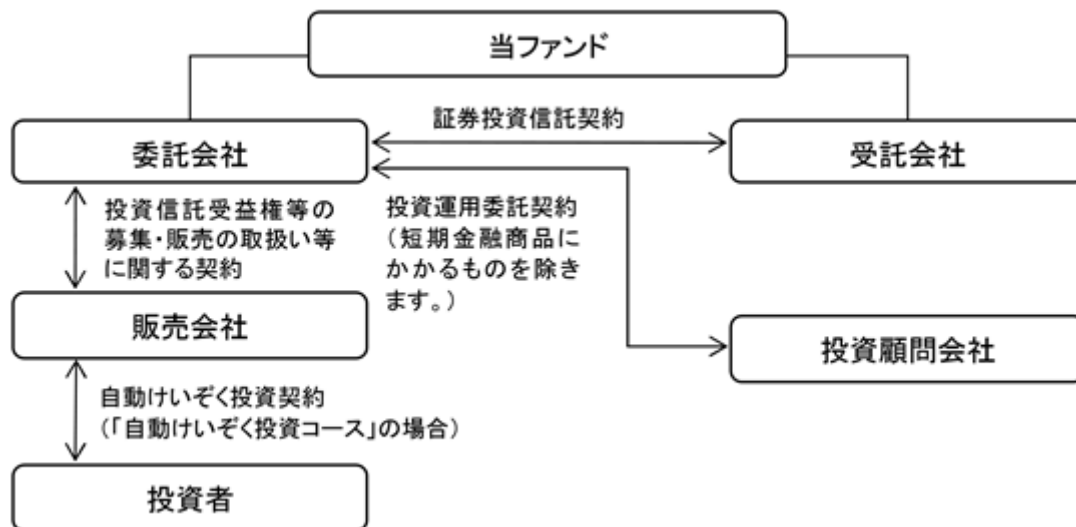 当ファンド
証券投資信託契約
委託会社
受託会社
投資信託受益権等の
募集・販売の取扱い等
に関する契約
投資運用委託契約
（短期金融商品に
かかるものを除き
ます。）
販売会社
投資顧問会社
自動けいぞく投資契約
（「自動けいぞく投資コース」の場合）
投資者